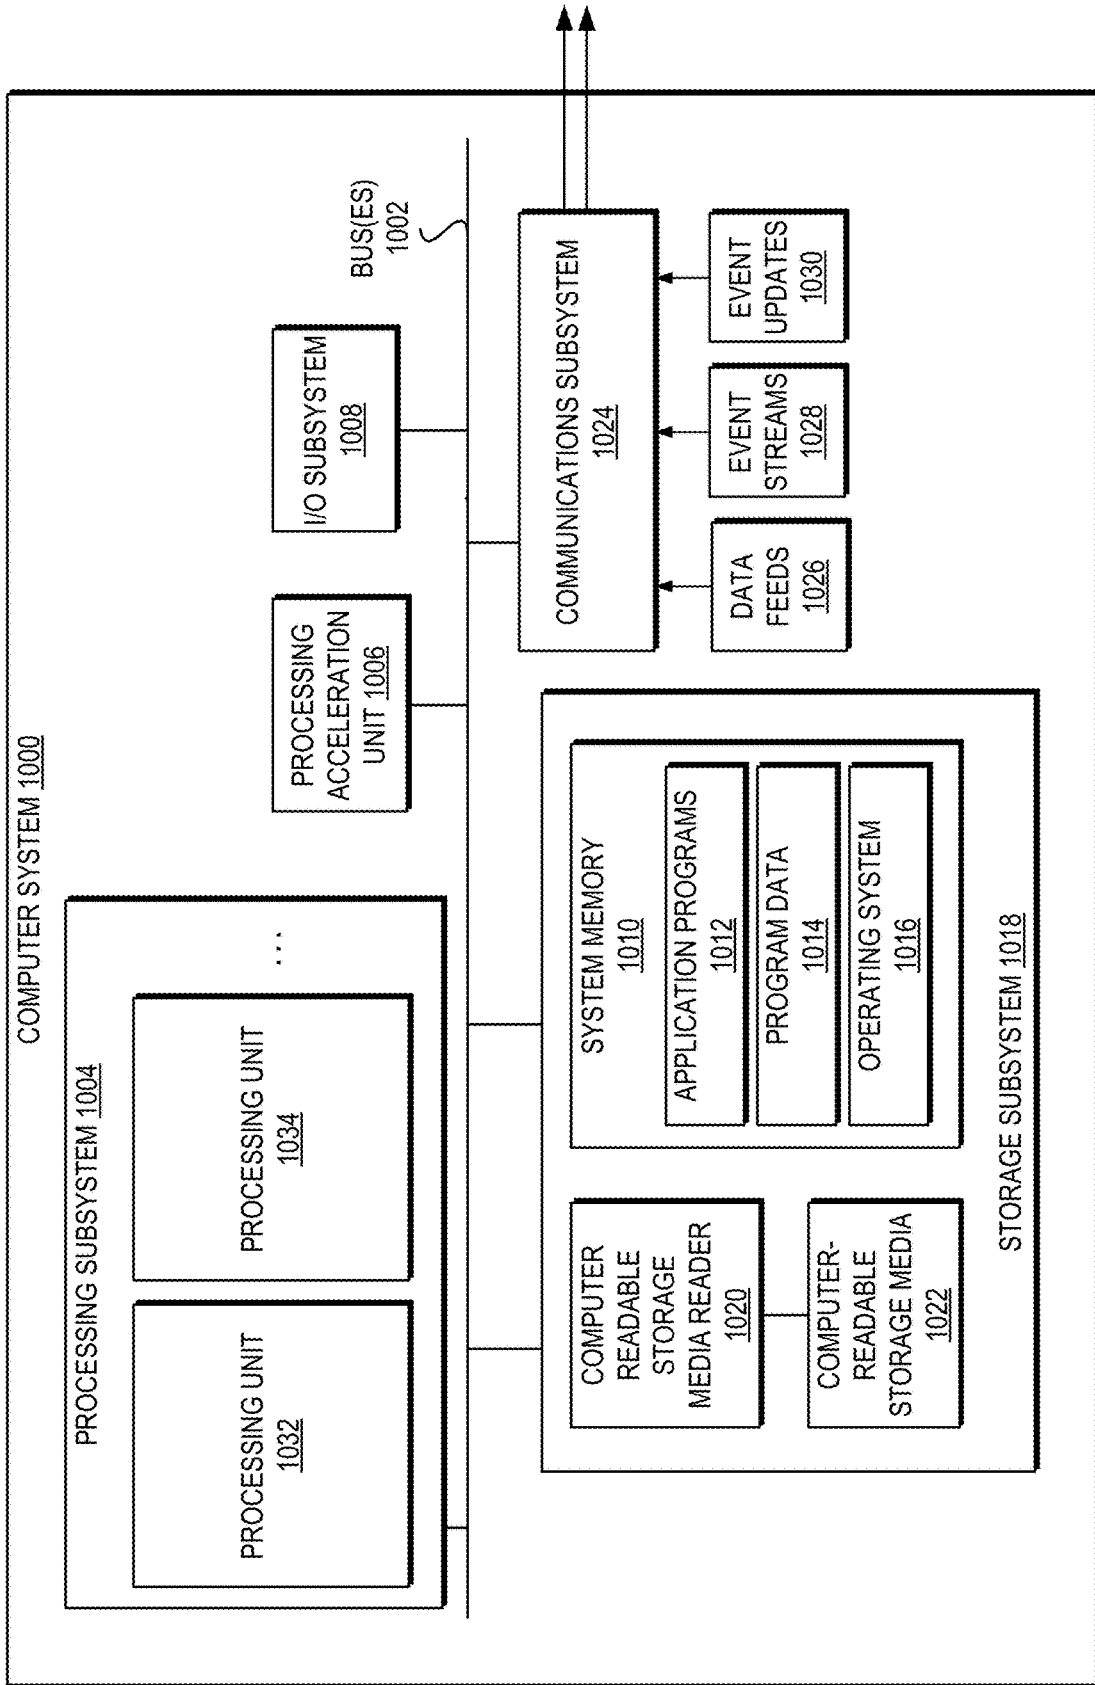 COMPUTER SYSTEM 1000
PROCESSING SUBSYSTEM 1004
PROCESSING UNIT
1032
PROCESSING UNIT
1034
...
PROCESSING
ACCELERATION
UNIT 1006
I/O SUBSYSTEM
1008
BUS(ES)
1002
COMPUTER
READABLE
STORAGE
MEDIA READER
1020
COMPUTER-
READABLE
STORAGE MEDIA
1022
SYSTEM MEMORY
1010
APPLICATION PROGRAMS
1012
PROGRAM DATA
1014
OPERATING SYSTEM
1016
STORAGE SUBSYSTEM 1018
COMMUNICATIONS SUBSYSTEM
1024
DATA
FEEDS
1026
EVENT
STREAMS
1028
EVENT
UPDATES
1030